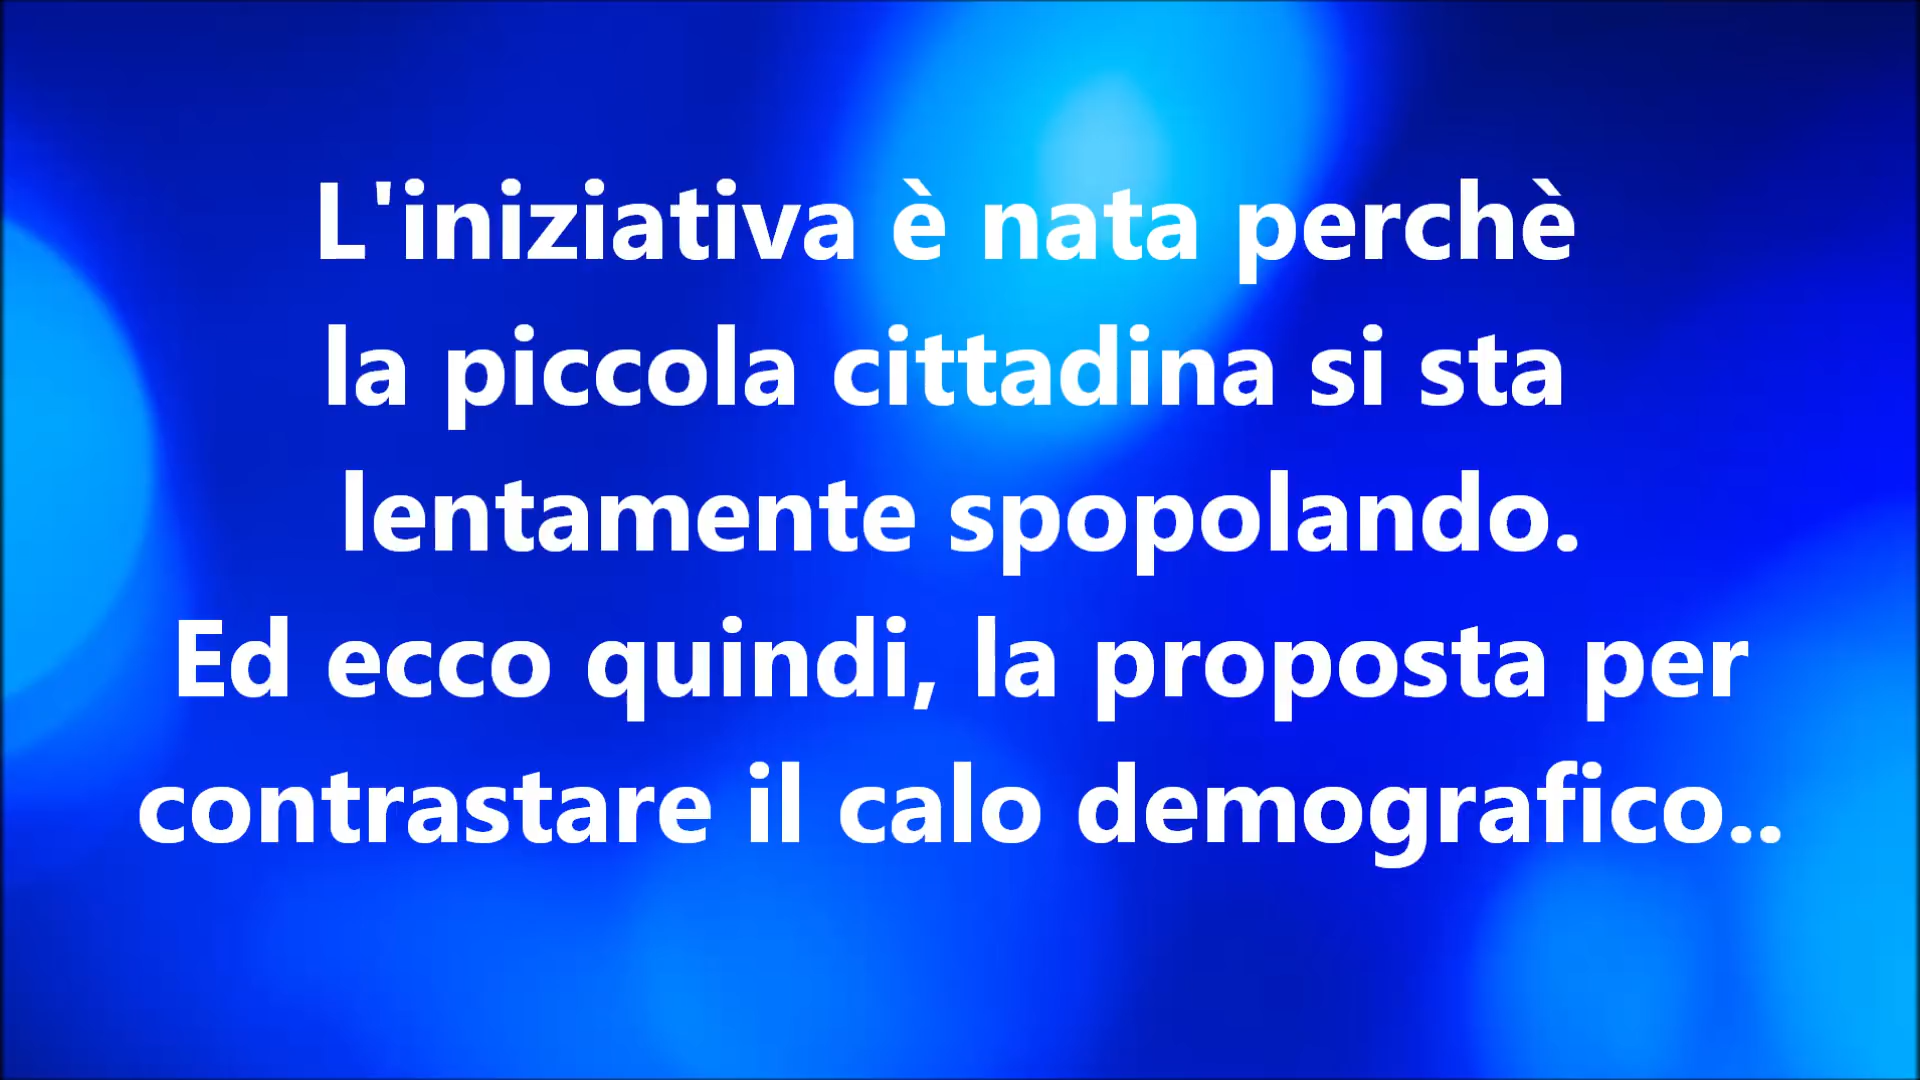 L'iniziativa è nata perchè
la piccola cittadina si sta
lentamente spopolando.
Ed ecco quindi, la proposta per
contrastare il calo demografico..